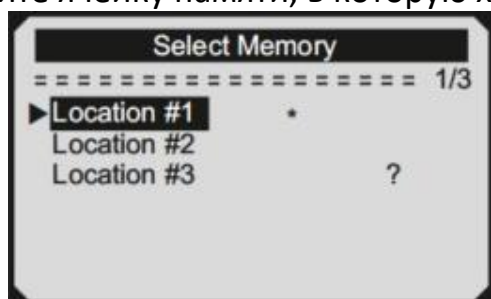 ячейку памяти, в которую
Select Memory
= = = = = = = = = = = = = = = = = = = 1/3
▶Location #1 *
Location #2
Location #3 ?